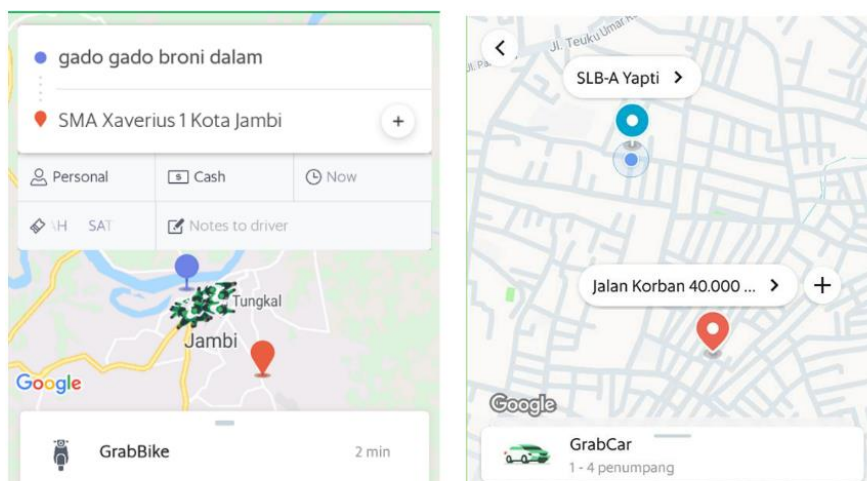 gado gado broni dalam
SMA Xaverius 1 Kota Jambi
+
Personal
$ Cash
Now
\H SAT
Notes to driver
Tungkal
Jambi
Google
GrabBike
2 min
Jl. Teuku Umar
SLB-A Yapti >
Jalan Korban 40.000 ... >
+
Google
GrabCar
1 - 4 penumpang